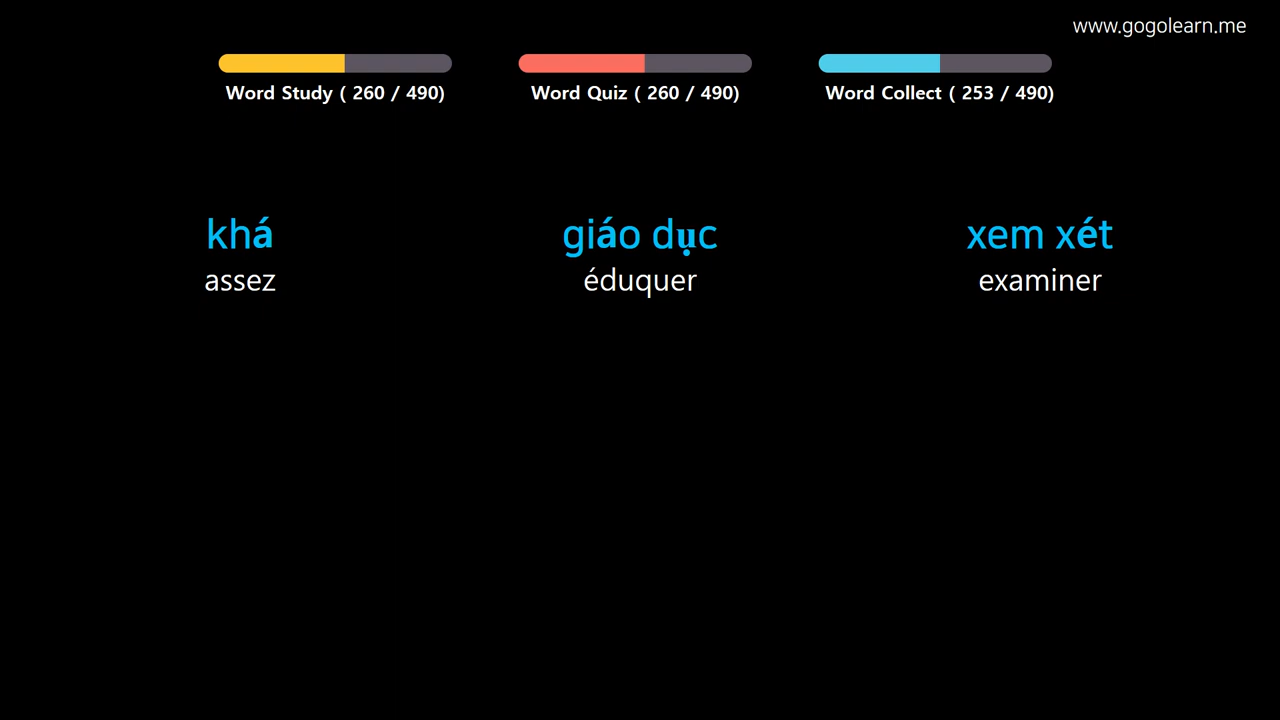 www.gogolearn.me
Word Study ( 260 / 490)
Word Quiz ( 260 / 490)
Word Collect ( 253 / 490)
khá
assez
giáo dục
éduquer
xem xét
examiner